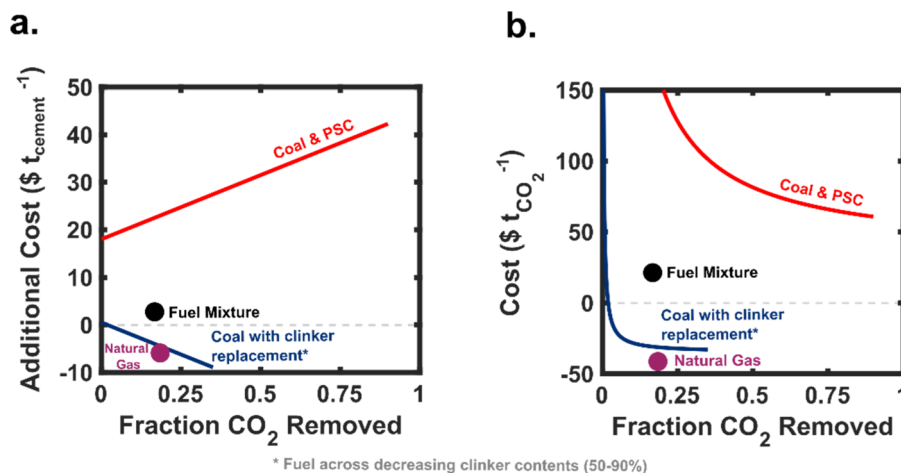 a.
50
40
30
20
10
0
-10
Additional Cost ($ t_cement^-1)
Coal & PSC
Fuel Mixture
Natural
Gas
Coal with clinker
replacement*
0 0.25 0.5 0.75 1
Fraction CO₂ Removed
b.
150
100
50
0
-50
Cost ($ t_CO₂^-1)
Coal & PSC
Fuel Mixture
Coal with clinker
replacement*
Natural Gas
0 0.25 0.5 0.75 1
Fraction CO₂ Removed
* Fuel across decreasing clinker contents (50-90%)